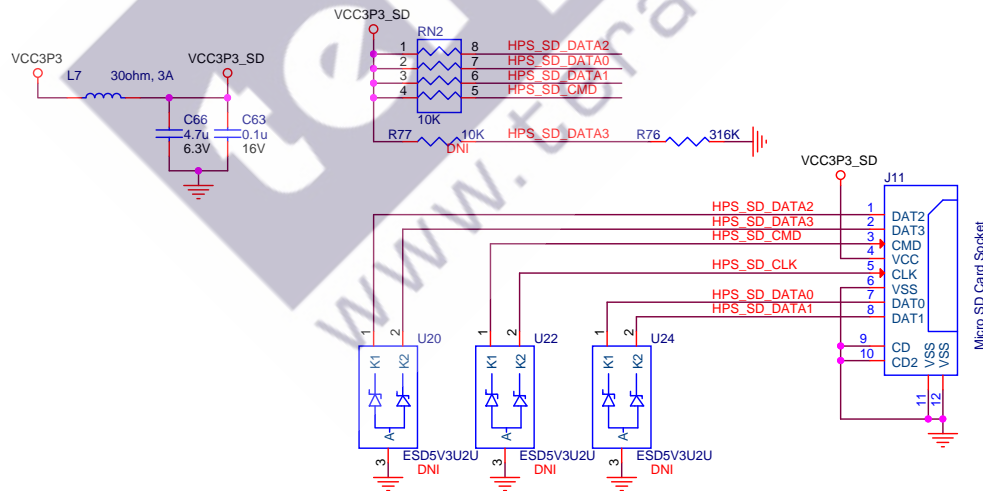 VCC3P3_SD
RN2
VCC3P3
VCC3P3_SD
L7
30ohm, 3A
1
8
HPS_SD_DATA2
2
7
HPS_SD_DATA0
3
6
HPS_SD_DATA1
4
5
HPS_SD_CMD
10K
C66
4.7u
6.3V
C63
0.1u
16V
R77
10K
DNI
HPS_SD_DATA3
R76
316K
VCC3P3_SD
J11
HPS_SD_DATA2
1
DAT2
HPS_SD_DATA3
2
DAT3
HPS_SD_CMD
3
CMD
4
VCC
HPS_SD_CLK
5
CLK
6
VSS
HPS_SD_DATA0
7
DAT0
HPS_SD_DATA1
8
DAT1
9
CD
10
CD2
VSS
VSS
11
12
Micro SD Card Socket
1
2
U20
K1
K2
A
3
ESD5V3U2U
DNI
1
2
U22
K1
K2
A
3
ESD5V3U2U
DNI
1
2
U24
K1
K2
A
3
ESD5V3U2U
DNI
www.tera